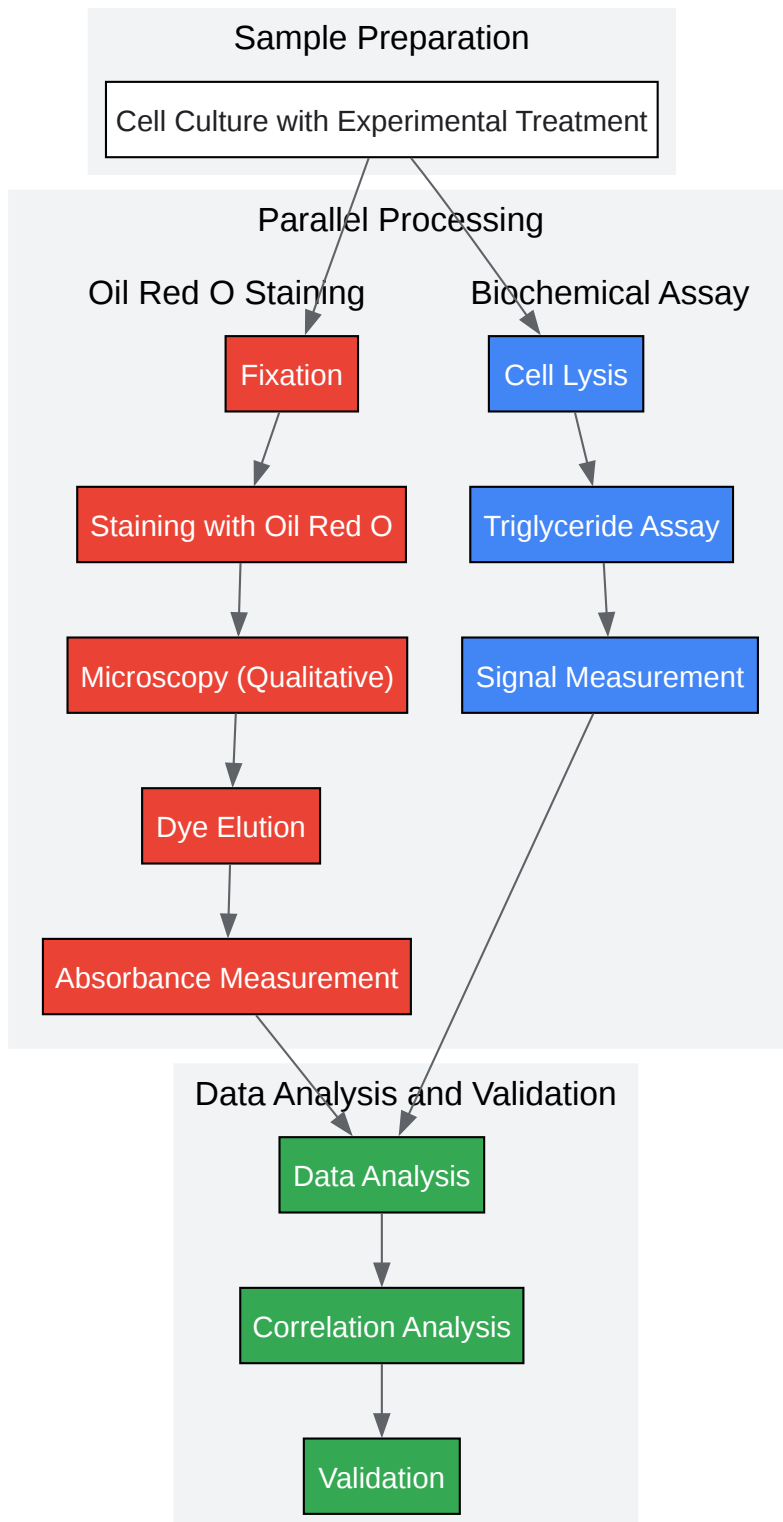 Sample Preparation
Cell Culture with Experimental Treatment
Parallel Processing
Oil Red O Staining
Biochemical Assay
Fixation
Cell Lysis
Staining with Oil Red O
Triglyceride Assay
Microscopy (Qualitative)
Signal Measurement
Dye Elution
Absorbance Measurement
Data Analysis and Validation
Data Analysis
Correlation Analysis
Validation